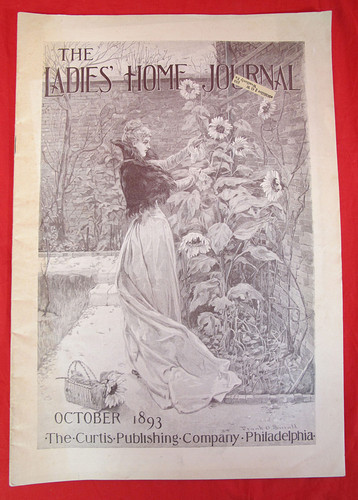 THE
LADIES' HOME JOURNAL
OCTOBER 1893
·The·Curtis·Publishing·Company·Philadelphia·